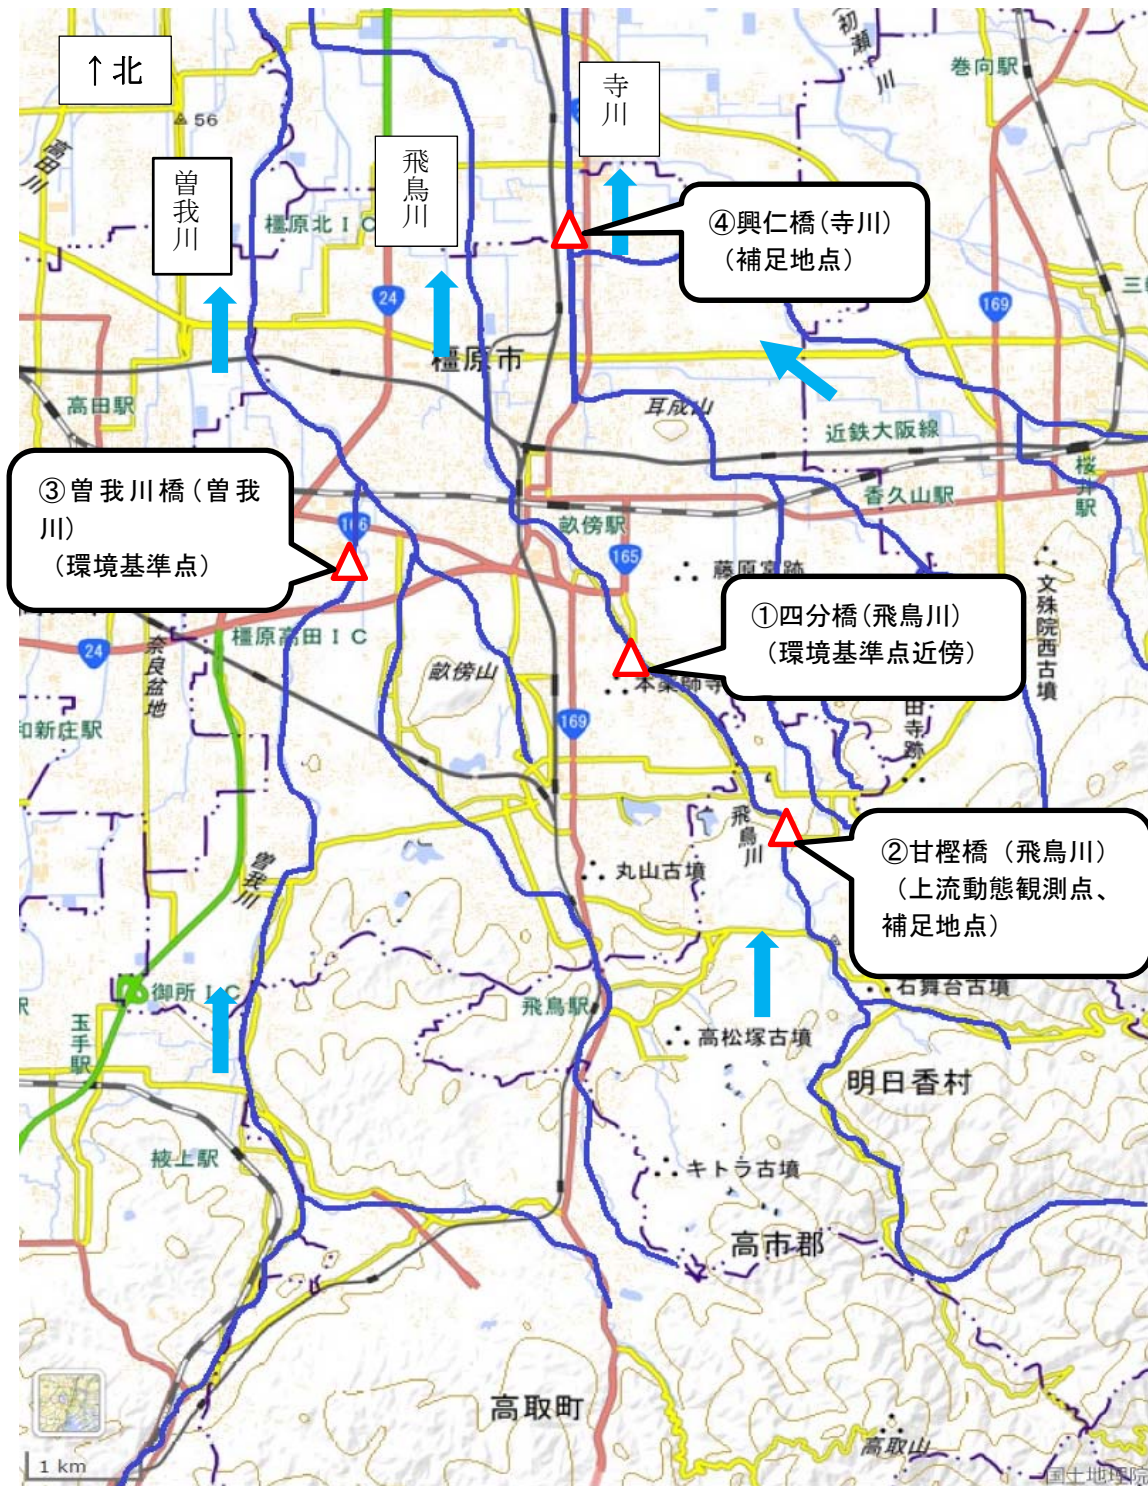 ↑北
初瀬川
巻向駅
寺川
56
高田川
飛鳥川
曽我川
④興仁橋(寺川)
(補足地点)
橿原北IC
24
169
橿原市
高田駅
耳成山
近鉄大阪線
桜井駅
香久山駅
③曽我川橋(曽我
川)
(環境基準点)
畝傍駅
165
藤原宮跡
文殊院西古墳
①四分橋(飛鳥川)
(環境基準点近傍)
橿原高田IC
24
奈良盆地
畝傍山
本薬師寺
田寺跡
和新庄駅
169
飛鳥川
②甘樫橋(飛鳥川)
(上流動態観測点、
補足地点)
丸山古墳
曽我川
御所IC
飛鳥駅
石舞台古墳
玉手駅
高松塚古墳
明日香村
掖上駅
キトラ古墳
高市郡
高取町
高取山
1 km
国土地理院